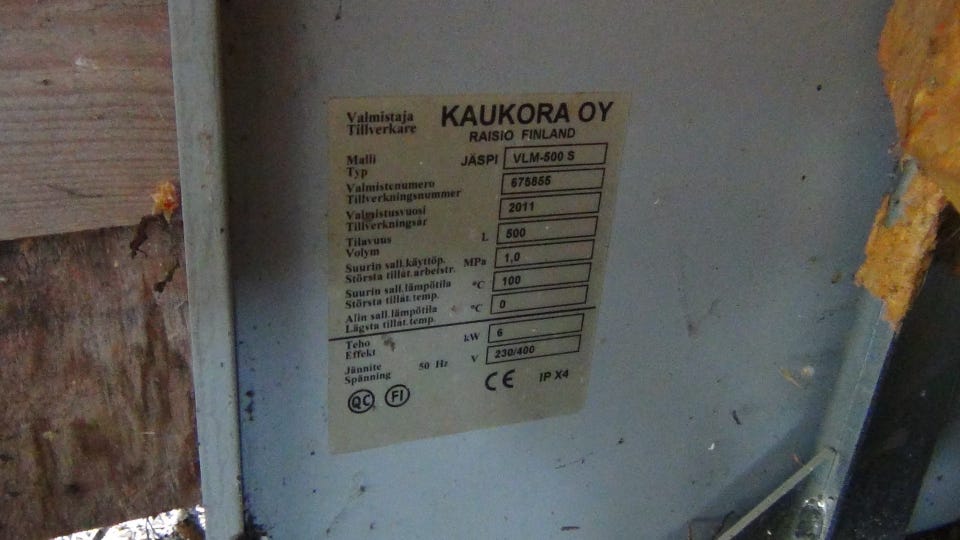 Valmistaja KAUKORA OY
Tillverkare RAISIO FINLAND
Malli JÄSPI VLM-500 S
Typ
Valmistenumero 675855
Tillverkningsnummer
Valmistusvuosi 2011
Tillverkningsår
Tilavuus L 500
Volym
Suurin sall.käyttöp. MPa 1,0
Största tillåt.arbetstr.
Suurin sall.lämpötila °C 100
Största tillåt.temp.
Alin sall.lämpötila °C 0
Lägsta tillåt.temp.
Teho kW 6
Effekt
Jännite 50 Hz V 230/400
Spänning
QC FI CE IP X4